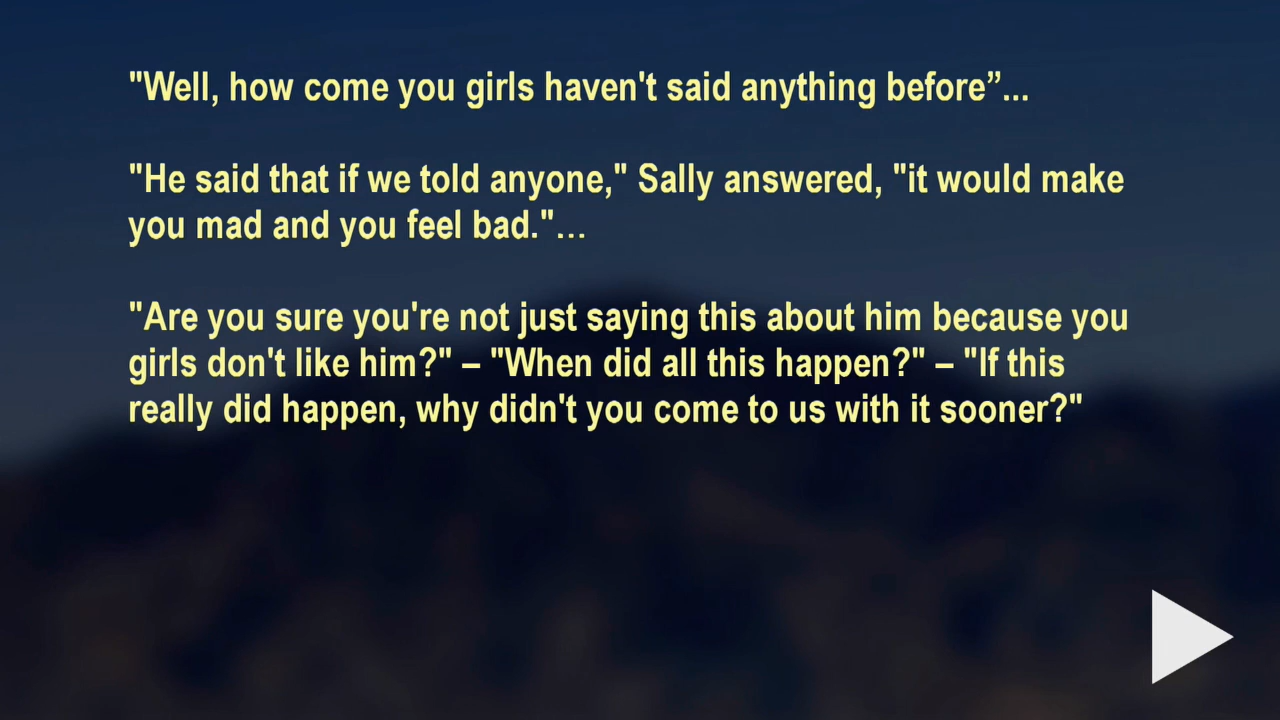 "Well, how come you girls haven't said anything before”...
"He said that if we told anyone," Sally answered, "it would make
you mad and you feel bad."...
"Are you sure you're not just saying this about him because you
girls don't like him?" – "When did all this happen?" – "If this
really did happen, why didn't you come to us with it sooner?"